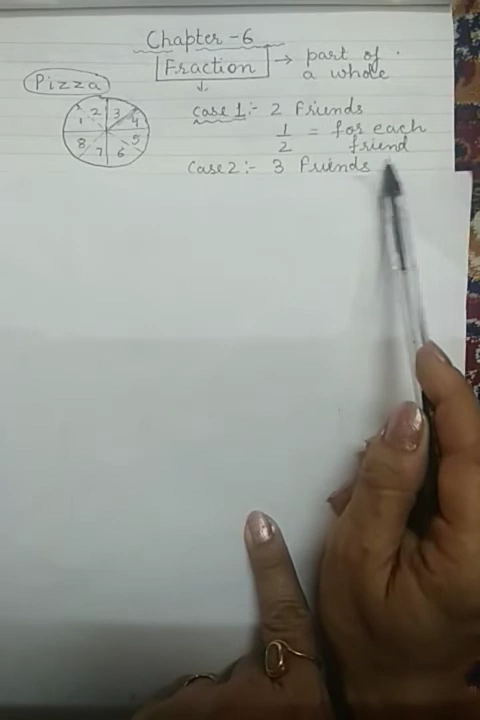 Chapter - 6
Fraction → part of a whole
Pizza
1 2 3 4 5 6 7 8
Case 1:- 2 Friends
1/2 = for each friend
Case 2:- 3 Friends